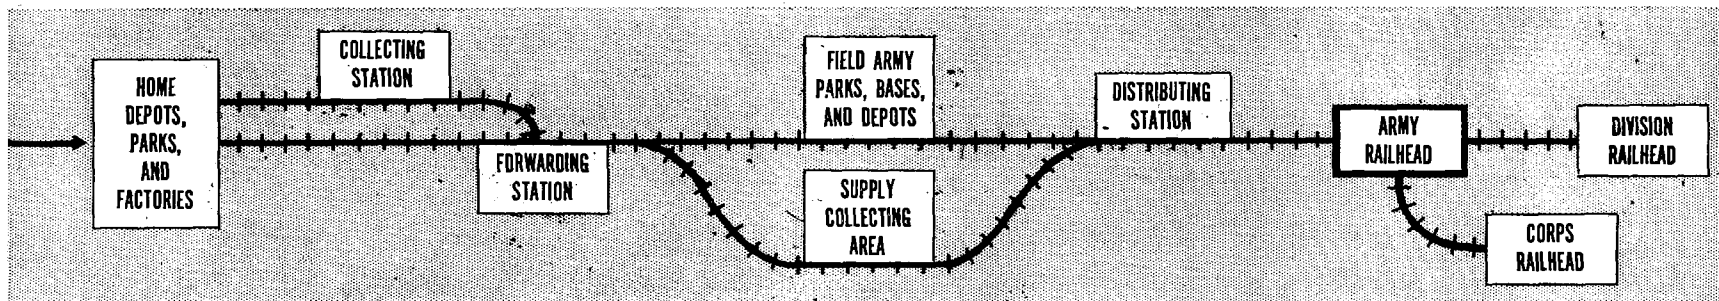 HOME
DEPOTS,
PARKS,
AND
FACTORIES
COLLECTING
STATION
FORWARDING
STATION
FIELD ARMY
PARKS, BASES,
AND DEPOTS
SUPPLY
COLLECTING
AREA
DISTRIBUTING
STATION
ARMY
RAILHEAD
DIVISION
RAILHEAD
CORPS
RAILHEAD